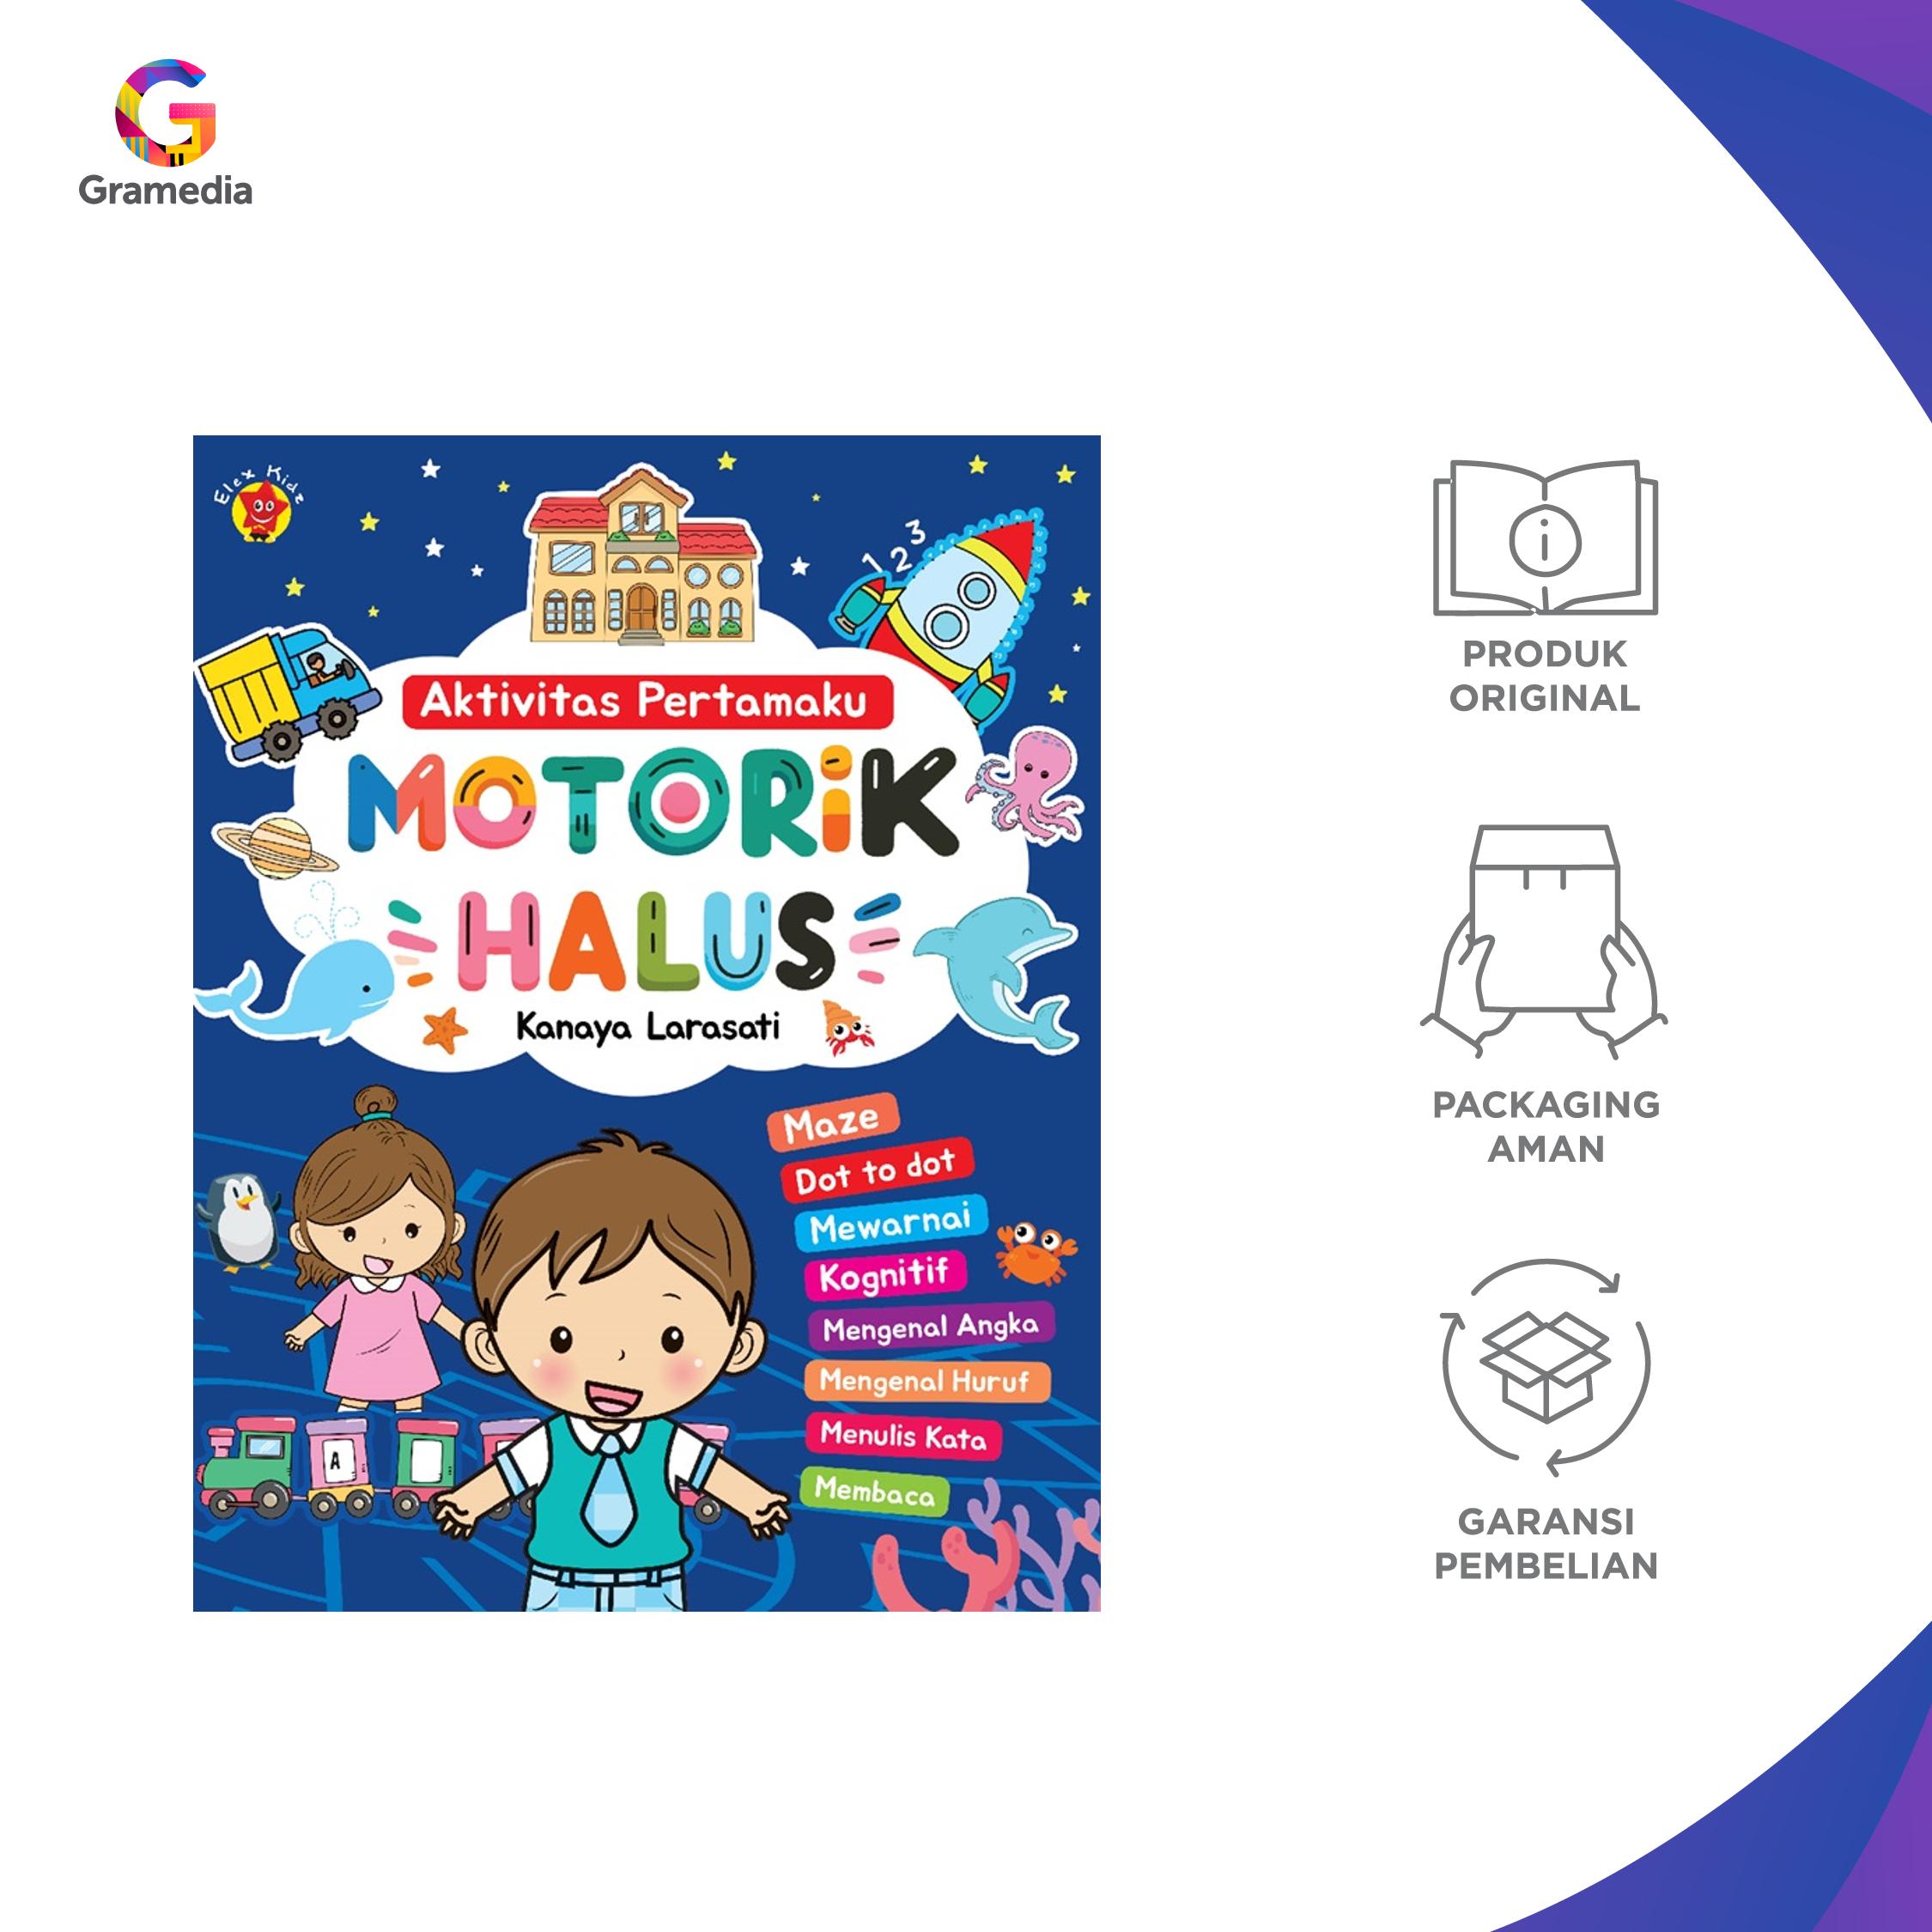 Gramedia
Elex Kidz
1 2 3
Aktivitas Pertamaku
MOTORiK
HALUS
Kanaya Larasati
Maze
Dot to dot
Mewarnai
Kognitif
Mengenal Angka
Mengenal Huruf
Menulis Kata
Membaca
A
PRODUK
ORIGINAL
PACKAGING
AMAN
GARANSI
PEMBELIAN